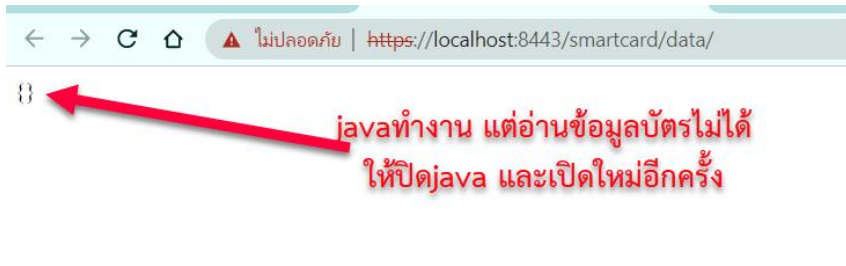 ไม่ปลอดภัย | https://localhost:8443/smartcard/data/
{}
javaทำงาน แต่อ่านข้อมูลบัตรไม่ได้
ให้ปิดjava และเปิดใหม่อีกครั้ง